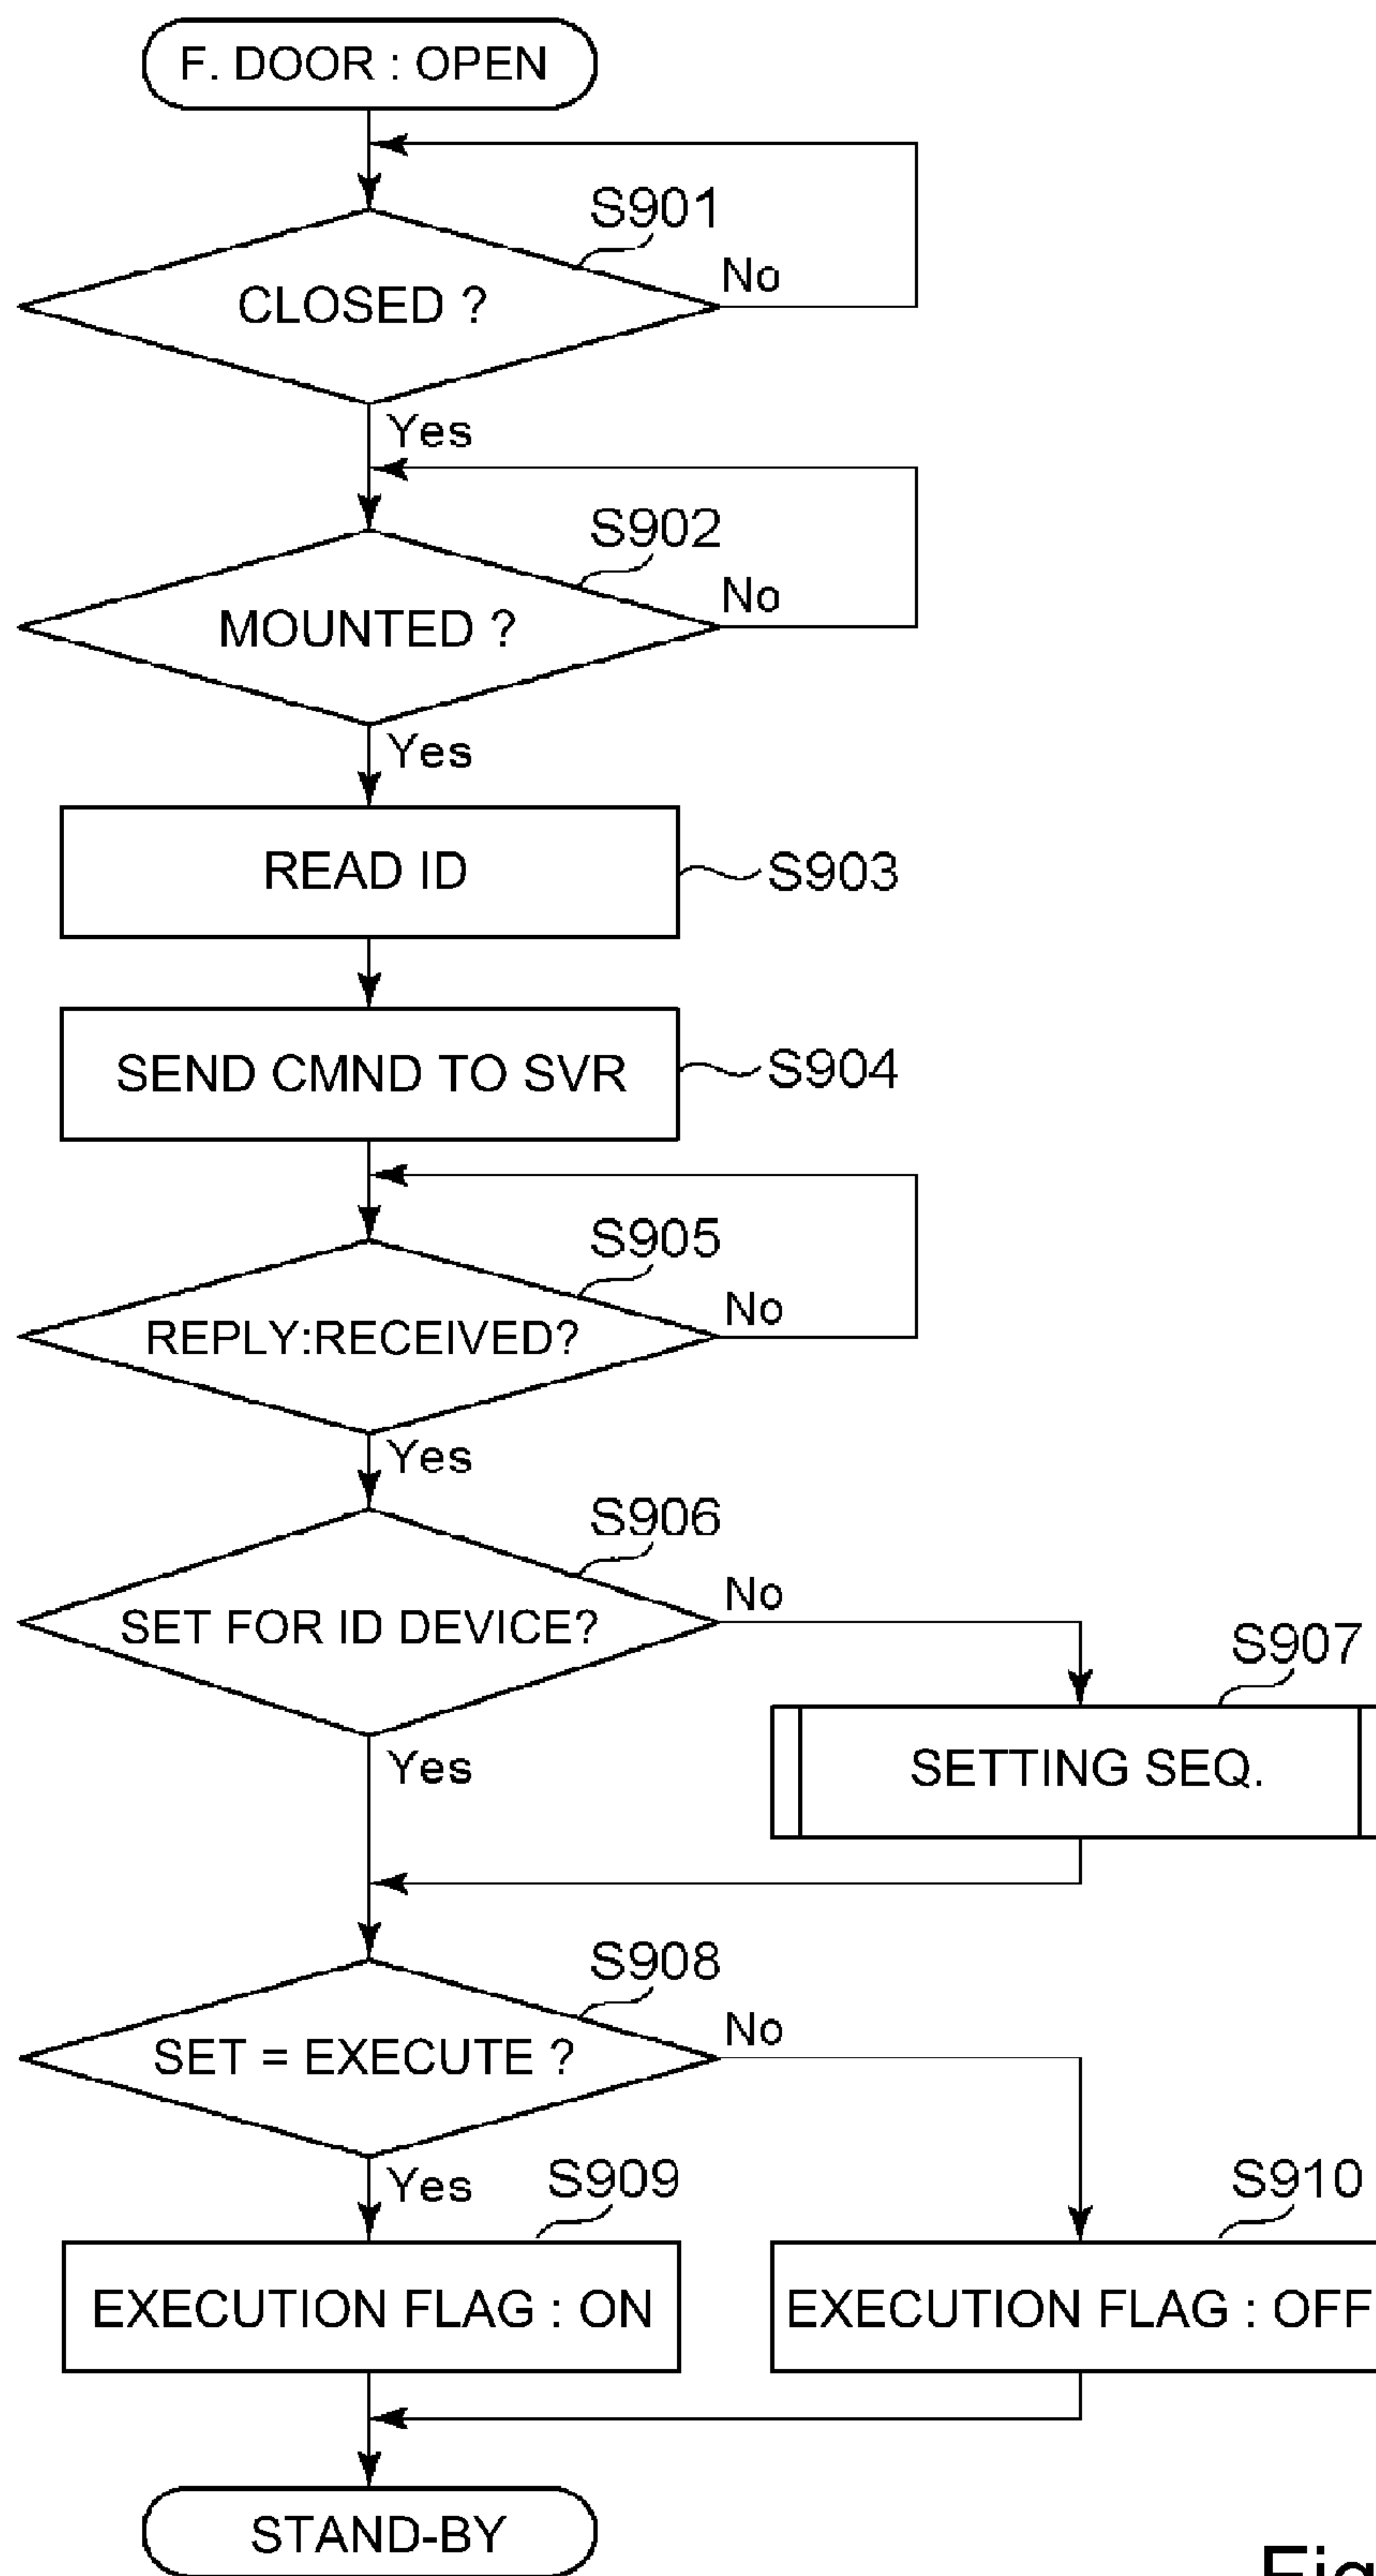 F. DOOR : OPEN
S901
CLOSED ?
No
Yes
S902
MOUNTED ?
No
Yes
READ ID
S903
SEND CMND TO SVR
S904
S905
REPLY:RECEIVED?
No
Yes
S906
SET FOR ID DEVICE?
No
Yes
S907
SETTING SEQ.
S908
SET = EXECUTE ?
No
Yes
S909
S910
EXECUTION FLAG : ON
EXECUTION FLAG : OFF
STAND-BY